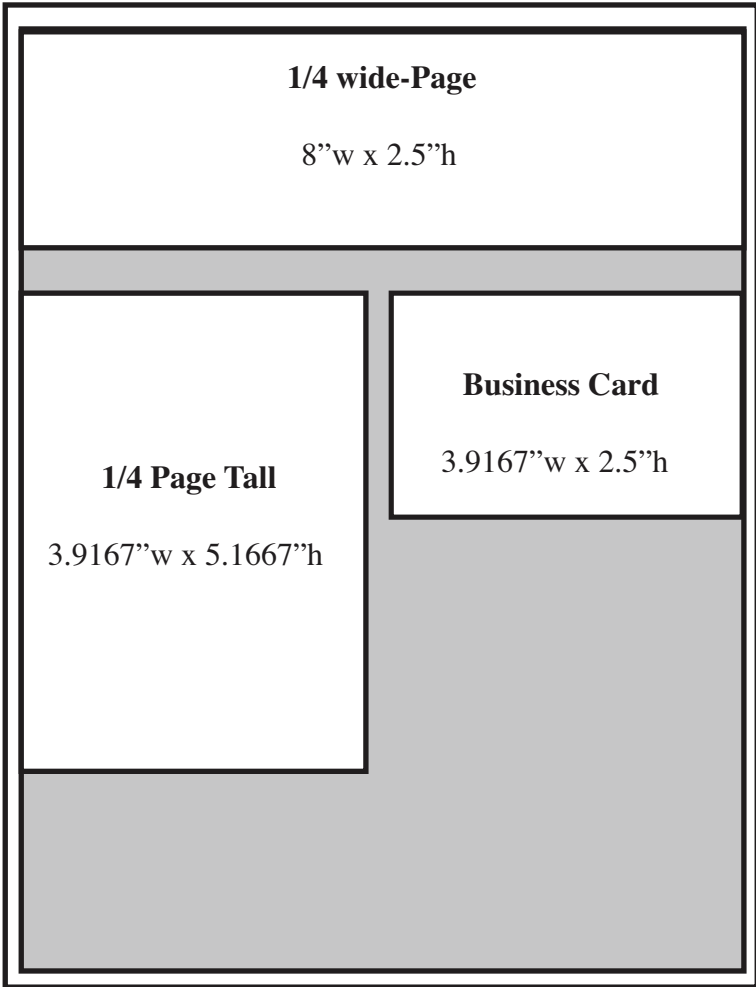 1/4 wide-Page
8”w x 2.5”h
1/4 Page Tall
3.9167”w x 5.1667”h
Business Card
3.9167”w x 2.5”h